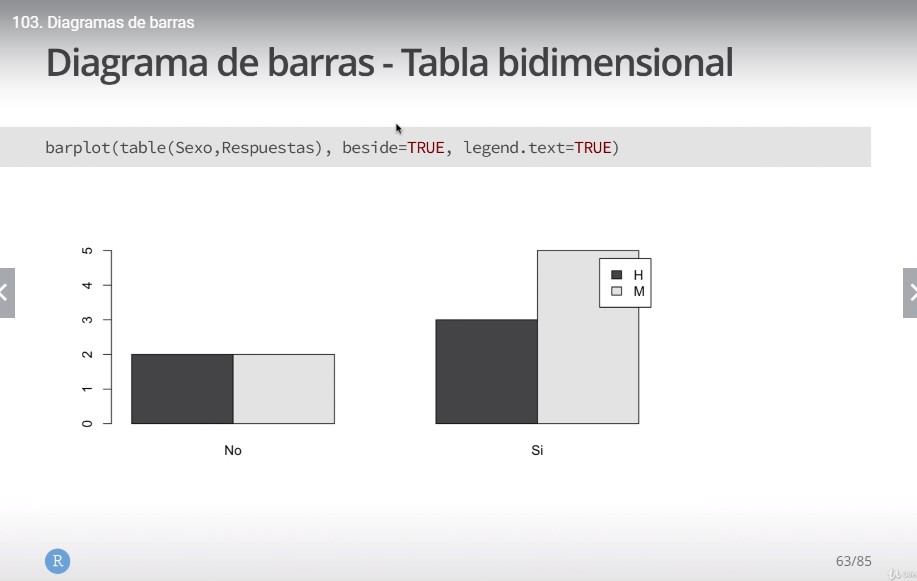 103. Diagramas de barras
Diagrama de barras - Tabla bidimensional
barplot(table(Sexo,Respuestas), beside=TRUE, legend.text=TRUE)
5
4
3
2
1
0
H
M
No
Si
R
63/85